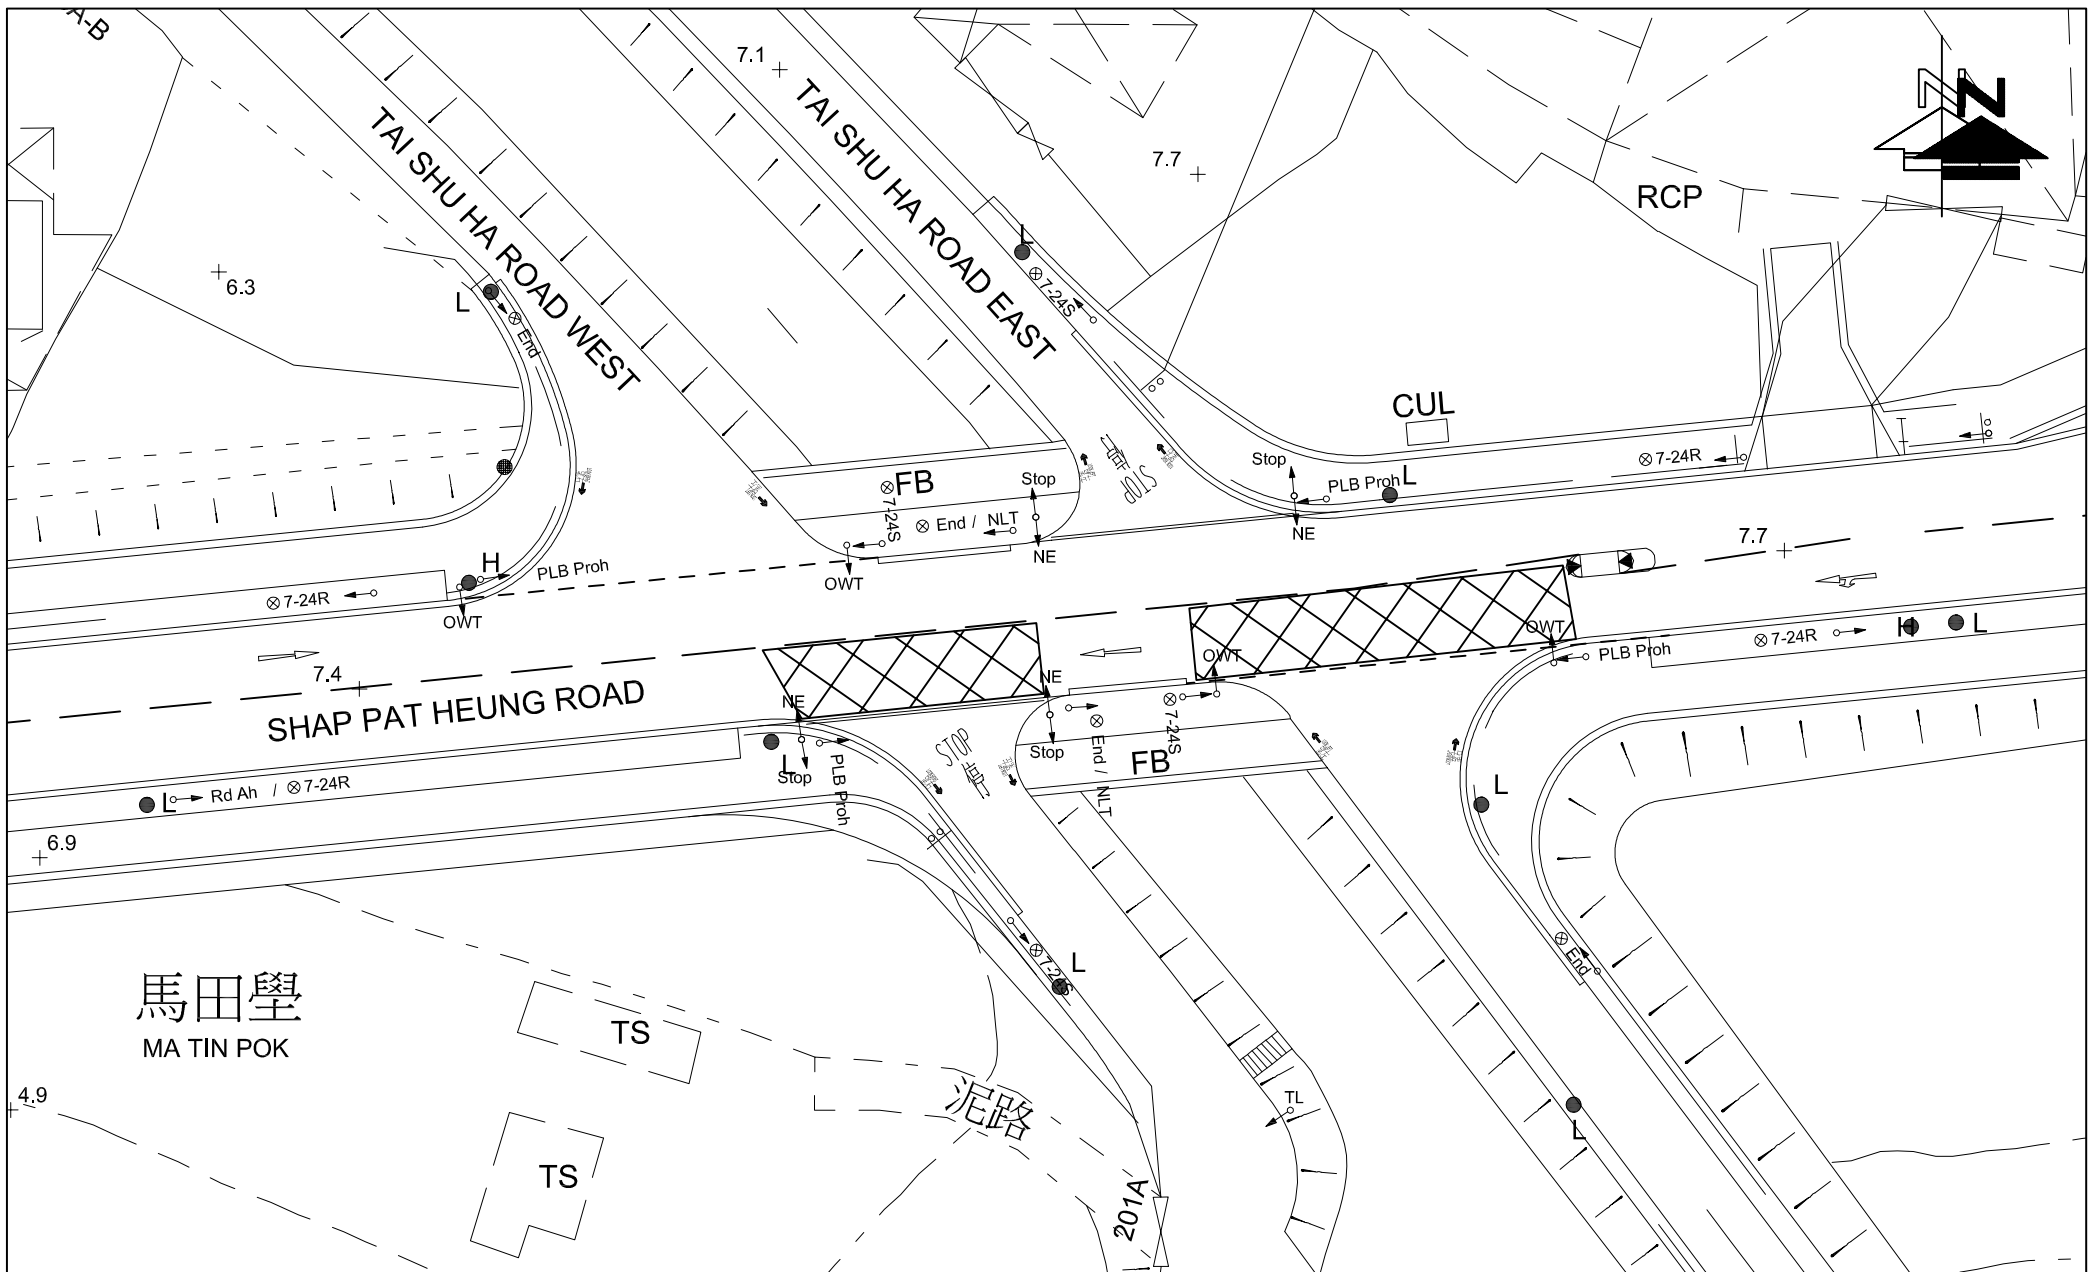 A-B
7.1
N
TAI SHU HA ROAD WEST
TAI SHU HA ROAD EAST
7.7
RCP
L
7-24S
6.3
L
End
CUL
Stop
FB
Stop
L
PLB Proh
7-24R
7-24S
End / NLT
NE
NE
7.7
STOP
H
PLB Proh
OWT
7-24R
OWT
OWT
H
L
7-24R
PLB Proh
OWT
7.4
NE
NE
SHAP PAT HEUNG ROAD
STOP
7-24S
Stop
FB
L
Stop
PLB Proh
End / NLT
L
L
Rd Ah / 7-24R
6.9
End
L
7-24S
馬田壆
MA TIN POK
TS
4.9
泥路
TL
L
TS
201A